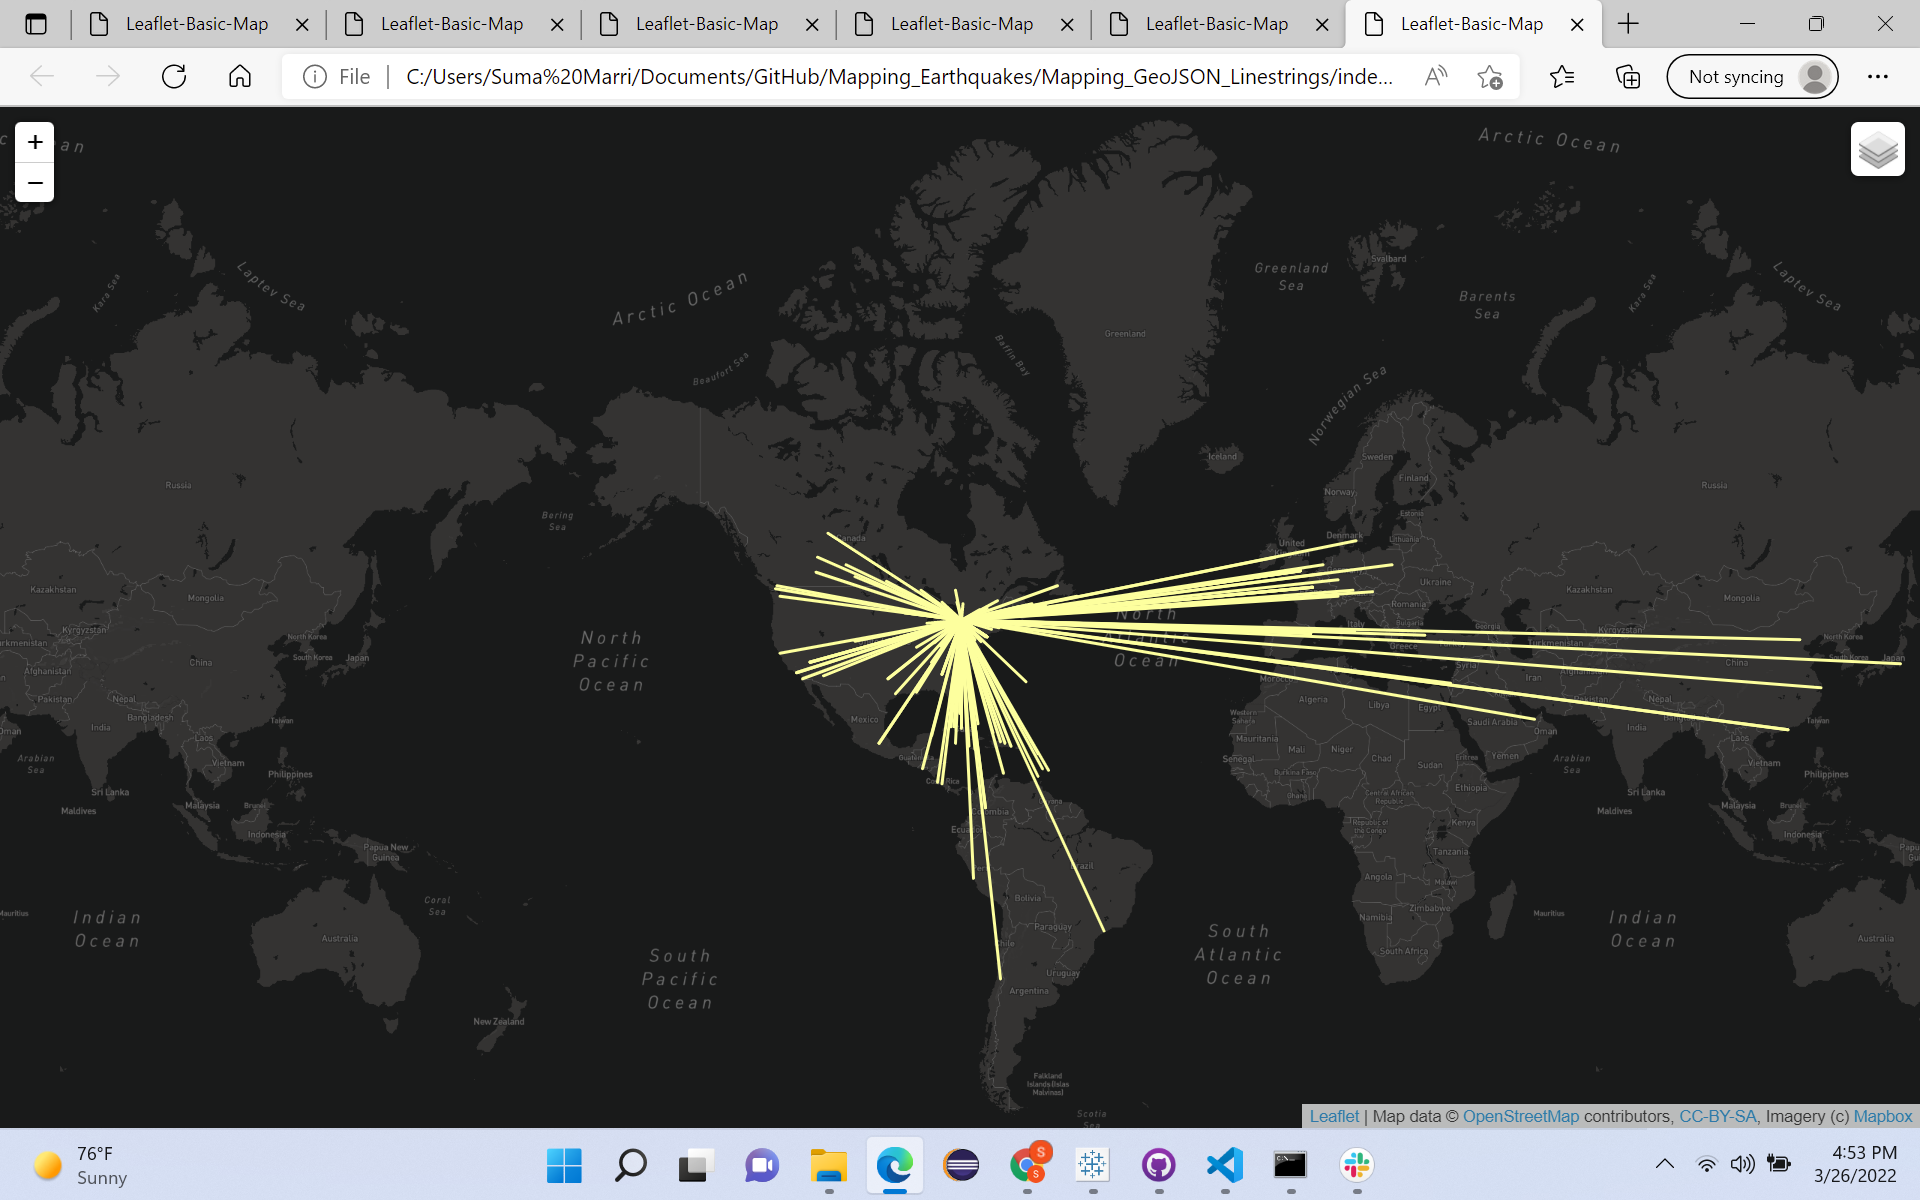 Leaflet-Basic-Map
Leaflet-Basic-Map
Leaflet-Basic-Map
Leaflet-Basic-Map
Leaflet-Basic-Map
Leaflet-Basic-Map
File
C:/Users/Suma%20Marri/Documents/GitHub/Mapping_Earthquakes/Mapping_GeoJSON_Linestrings/inde...
Not syncing
+
−
Arctic Ocean
Arctic Ocean
Kara Sea
Laptev Sea
Beaufort Sea
Baffin Bay
Greenland
Greenland
Sea
Svalbard
Barents
Sea
Norwegian Sea
Kara Sea
Laptev Sea
Iceland
Sweden
Finland
Norway
Estonia
Denmark
Lithuania
United
Russia
Bering
Sea
Canada
Russia
Kazakhstan
Mongolia
Kyrgyzstan
North Korea
South Korea
Japan
China
Afghanistan
Pakistan
Nepal
Bangladesh
India
Taiwan
Oman
Laos
Arabian
Sea
Vietnam
Philippines
Sri Lanka
Maldives
Malaysia
Brunei
Indonesia
Papua New
Guinea
Coral
Sea
Indian
Ocean
Mauritius
Australia
New Zealand
North
Pacific
Ocean
South
Pacific
Ocean
Mexico
Colombia
Brazil
Bolivia
Paraguay
Chile
Uruguay
Argentina
Falkland
Islands (Islas
Malvinas)
Scotia
Sea
North
Atlantic
Ocean
South
Atlantic
Ocean
Ukraine
Romania
Bulgaria
Italy
Greece
Georgia
Syria
Morocco
Algeria
Libya
Egypt
Western
Sahara
Mauritania
Mali
Niger
Chad
Sudan
Eritrea
Yemen
Saudi Arabia
Oman
Iran
Senegal
Burkina Faso
Ghana
Central African
Republic
Ethiopia
Republic of
the Congo
Kenya
Tanzania
Angola
Malawi
Zimbabwe
Namibia
South Africa
Kazakhstan
Mongolia
Turkmenistan
Kyrgyzstan
North Korea
South Korea
Japan
China
Afghanistan
Pakistan
Nepal
India
Taiwan
Laos
Arabian
Sea
Vietnam
Philippines
Sri Lanka
Maldives
Malaysia
Brunei
Indonesia
Mauritius
Indian
Ocean
Australia
Leaflet | Map data © OpenStreetMap contributors, CC-BY-SA, Imagery (c) Mapbox
76°F
Sunny
4:53 PM
3/26/2022